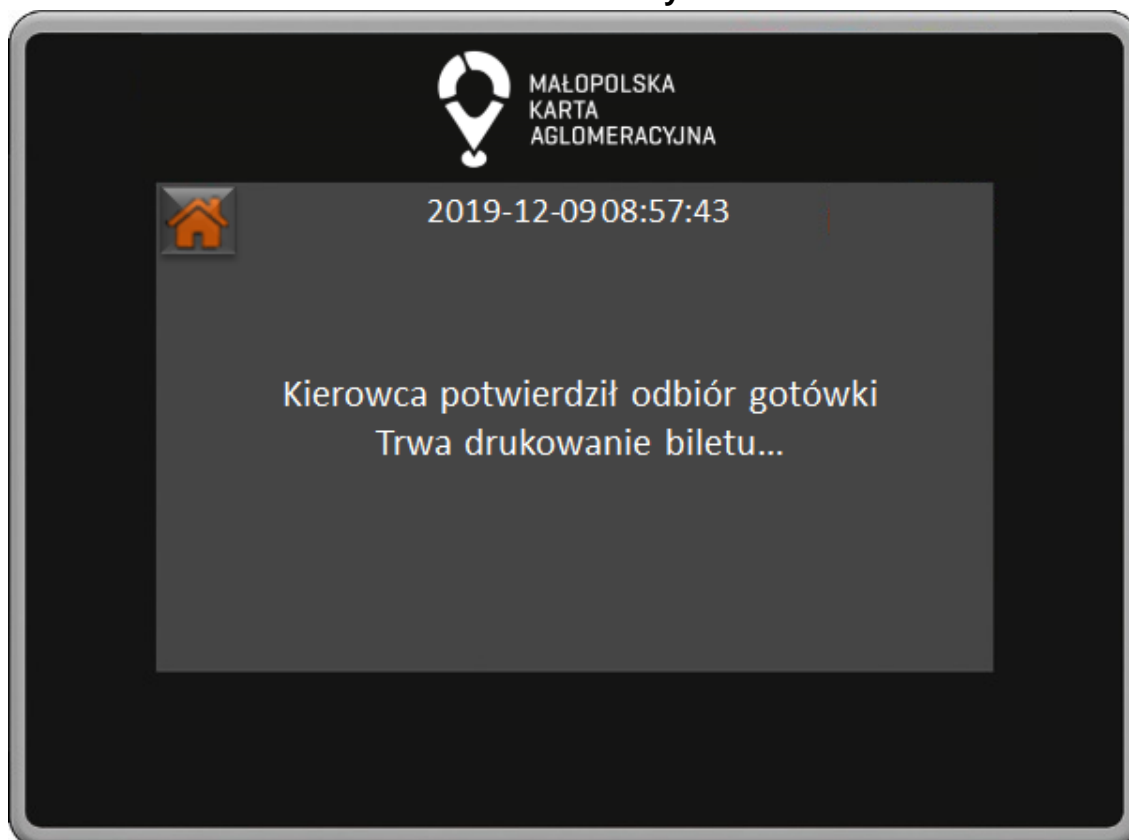 MAŁOPOLSKA
KARTA
AGLOMERACYJNA
2019-12-09 08:57:43
Kierowca potwierdził odbiór gotówki
Trwa drukowanie biletu...